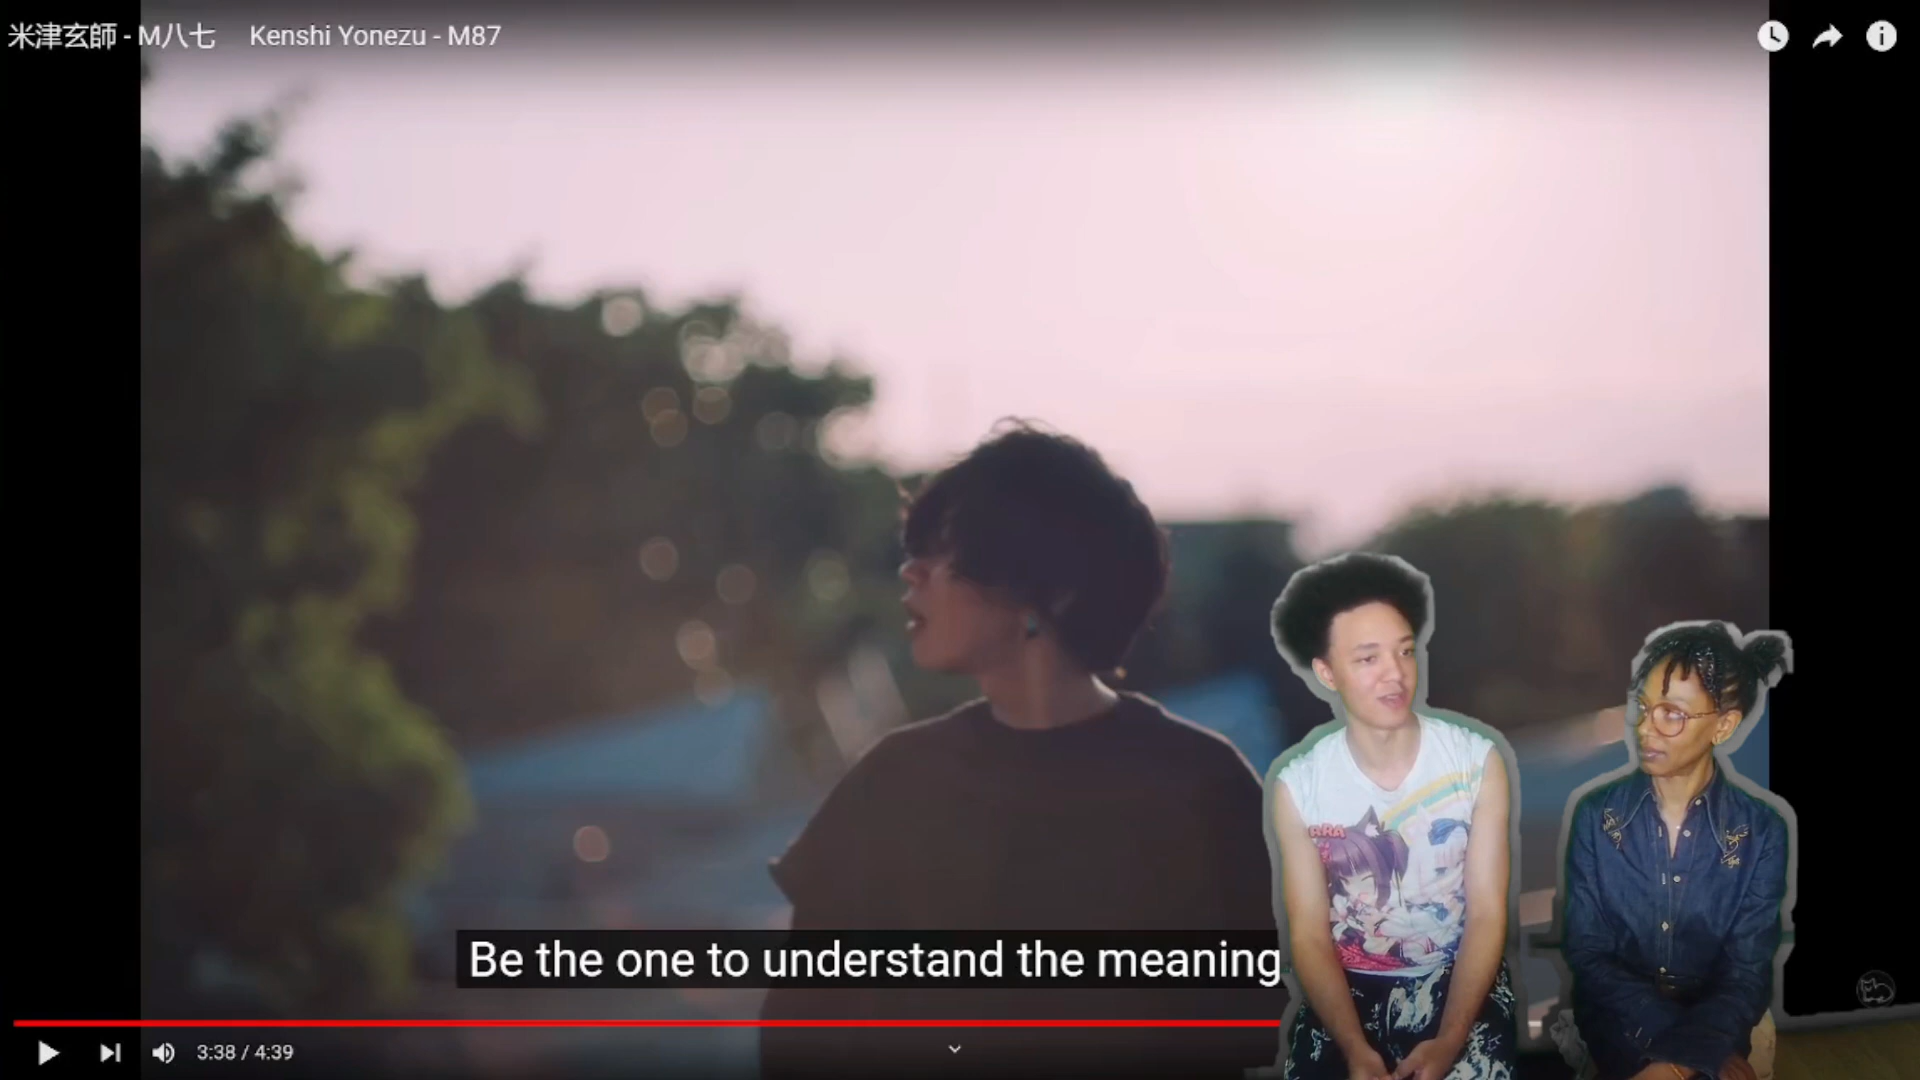 米津玄師 - M八七     Kenshi Yonezu - M87
ARA
Be the one to understand the meaning
3:38 / 4:39